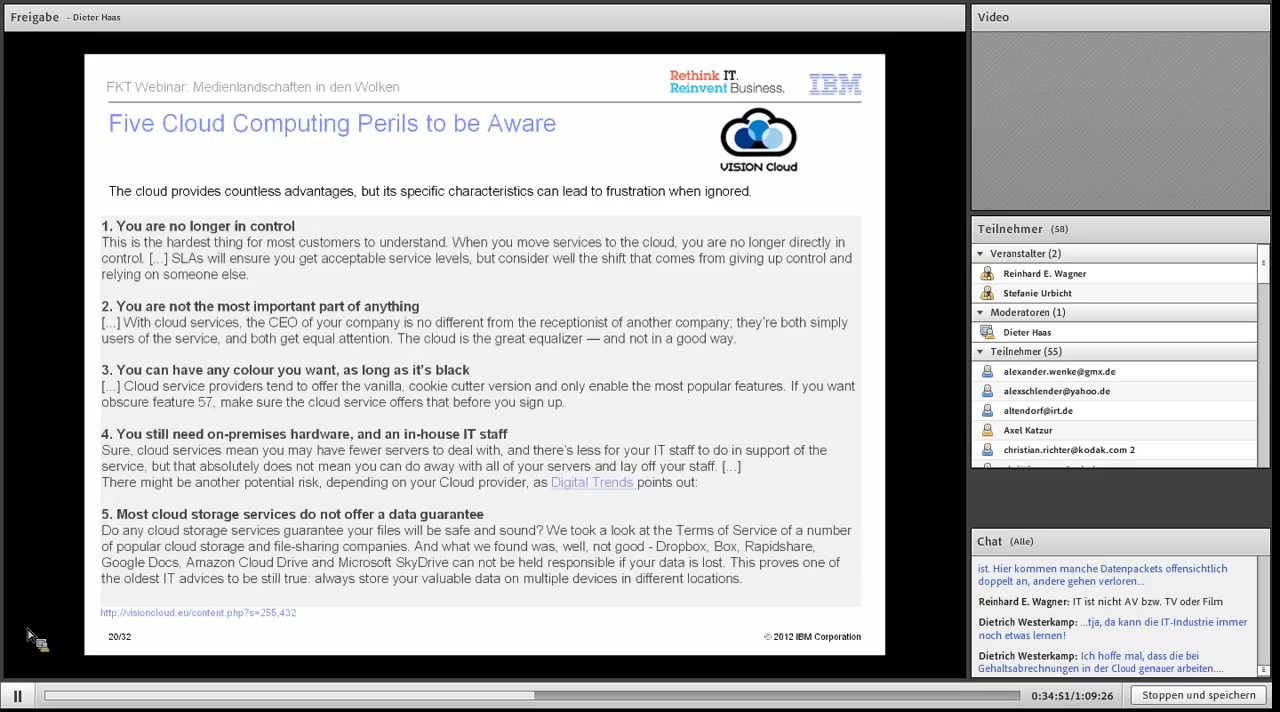 Freigabe - Dieter Haas
FKT Webinar: Medienlandschaften in den Wolken
Rethink IT.
Reinvent Business.
IBM
Five Cloud Computing Perils to be Aware
VISION Cloud
The cloud provides countless advantages, but its specific characteristics can lead to frustration when ignored.
1. You are no longer in control
This is the hardest thing for most customers to understand. When you move services to the cloud, you are no longer directly in
control. [...] SLAs will ensure you get acceptable service levels, but consider well the shift that comes from giving up control and
relying on someone else.
2. You are not the most important part of anything
[...] With cloud services, the CEO of your company is no different from the receptionist of another company; they're both simply
users of the service, and both get equal attention. The cloud is the great equalizer — and not in a good way.
3. You can have any colour you want, as long as it's black
[...] Cloud service providers tend to offer the vanilla, cookie cutter version and only enable the most popular features. If you want
obscure feature 57, make sure the cloud service offers that before you sign up.
4. You still need on-premises hardware, and an in-house IT staff
Sure, cloud services mean you may have fewer servers to deal with, and there's less for your IT staff to do in support of the
service, but that absolutely does not mean you can do away with all of your servers and lay off your staff. [...]
There might be another potential risk, depending on your Cloud provider, as Digital Trends points out:
5. Most cloud storage services do not offer a data guarantee
Do any cloud storage services guarantee your files will be safe and sound? We took a look at the Terms of Service of a number
of popular cloud storage and file-sharing companies. And what we found was, well, not good - Dropbox, Box, Rapidshare,
Google Docs, Amazon Cloud Drive and Microsoft SkyDrive can not be held responsible if your data is lost. This proves one of
the oldest IT advices to be still true: always store your valuable data on multiple devices in different locations.
http://visioncloud.eu/content.php?s=255,432
20/32
© 2012 IBM Corporation
Video
Teilnehmer (58)
Veranstalter (2)
Reinhard E. Wagner
Stefanie Urbicht
Moderatoren (1)
Dieter Haas
Teilnehmer (55)
alexander.wenke@gmx.de
alexschlender@yahoo.de
altendorf@irt.de
Axel Katzur
christian.richter@kodak.com 2
Chat (Alle)
ist. Hier kommen manche Datenpackets offensichtlich
doppelt an, andere gehen verloren...
Reinhard E. Wagner: IT ist nicht AV bzw. TV oder Film
Dietrich Westerkamp: ...tja, da kann die IT-Industrie immer
noch etwas lernen!
Dietrich Westerkamp: Ich hoffe mal, dass die bei
Gehaltsabrechnungen in der Cloud genauer arbeiten....
0:34:51/1:09:26
Stoppen und speichern